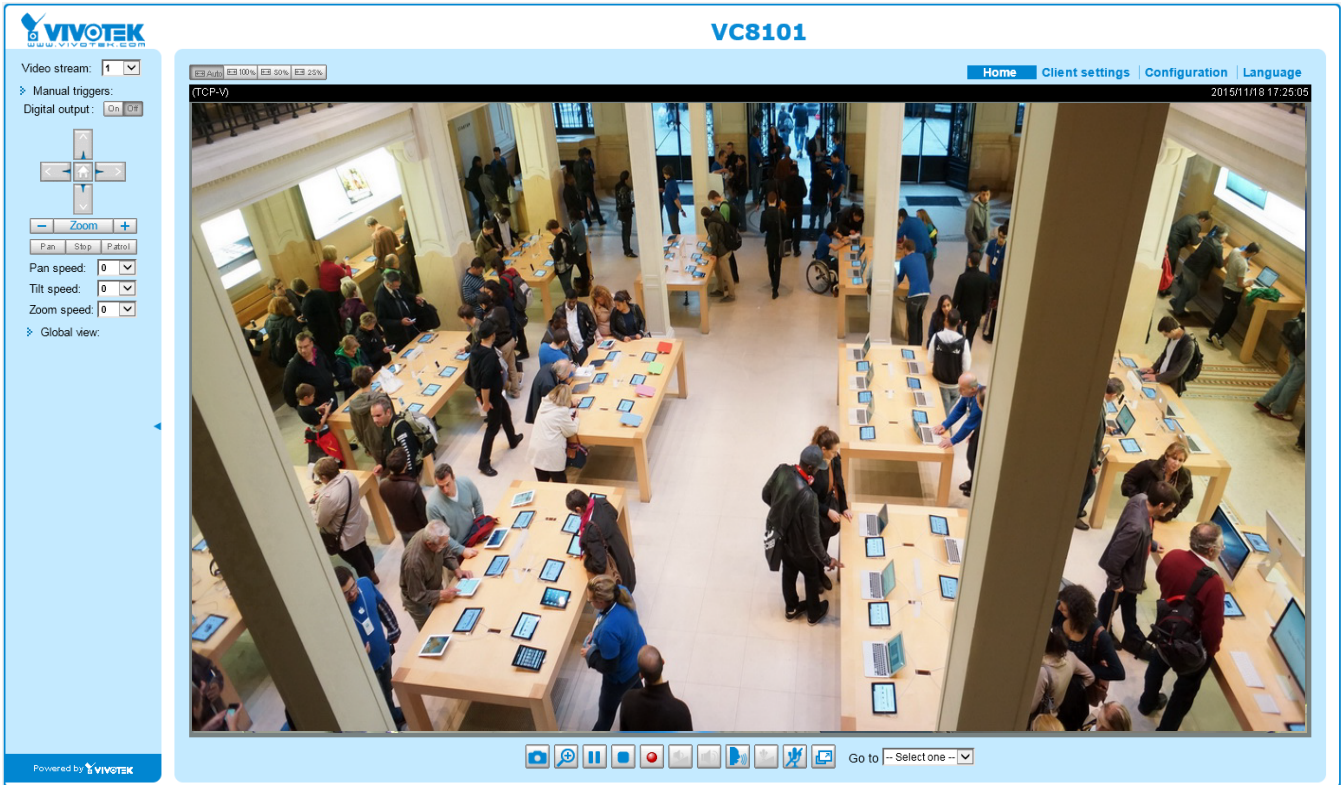 VIVOTEK
www.vivotek.com
VC8101
Video stream: 1
Manual triggers:
Digital output: On Off
Zoom
Pan Stop Patrol
Pan speed: 0
Tilt speed: 0
Zoom speed: 0
Global view:
Powered by VIVOTEK
Auto 100% 50% 25%
Home Client settings Configuration Language
(TCP-V) 2015/11/18 17:25:05
Go to -- Select one --